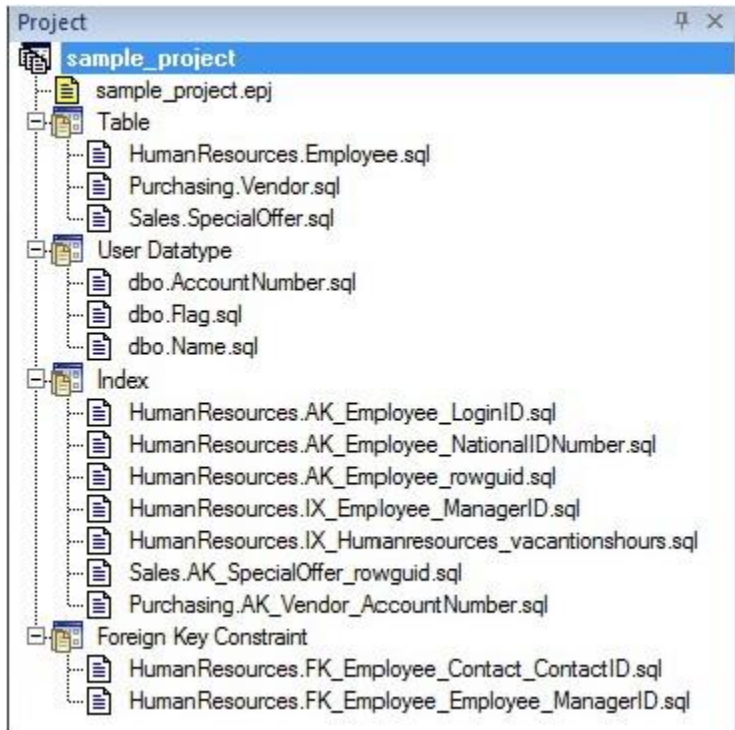 Project
sample_project
sample_project.epj
Table
HumanResources.Employee.sql
Purchasing.Vendor.sql
Sales.SpecialOffer.sql
User Datatype
dbo.AccountNumber.sql
dbo.Flag.sql
dbo.Name.sql
Index
HumanResources.AK_Employee_LoginID.sql
HumanResources.AK_Employee_NationalIDNumber.sql
HumanResources.AK_Employee_rowguid.sql
HumanResources.IX_Employee_ManagerID.sql
HumanResources.IX_Humanresources_vacantionshours.sql
Sales.AK_SpecialOffer_rowguid.sql
Purchasing.AK_Vendor_AccountNumber.sql
Foreign Key Constraint
HumanResources.FK_Employee_Contact_ContactID.sql
HumanResources.FK_Employee_Employee_ManagerID.sql